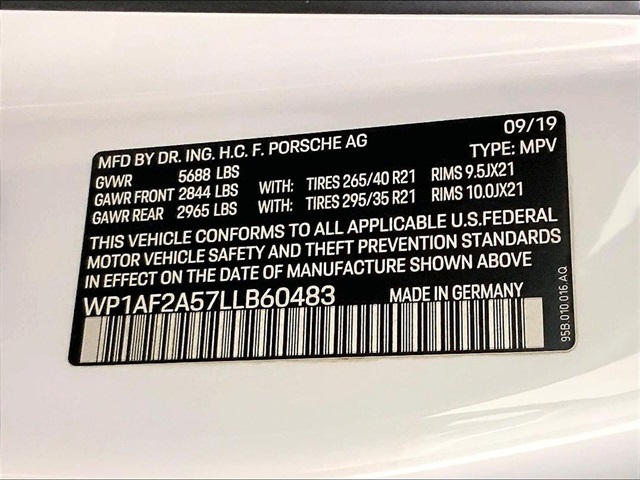 MFD BY DR. ING. H.C. F. PORSCHE AG 09/19
GVWR 5688 LBS TYPE: MPV
GAWR FRONT 2844 LBS WITH: TIRES 265/40 R21 RIMS 9.5JX21
GAWR REAR 2965 LBS WITH: TIRES 295/35 R21 RIMS 10.0JX21
THIS VEHICLE CONFORMS TO ALL APPLICABLE U.S.FEDERAL
MOTOR VEHICLE SAFETY AND THEFT PREVENTION STANDARDS
IN EFFECT ON THE DATE OF MANUFACTURE SHOWN ABOVE
WP1AF2A57LLB60483 MADE IN GERMANY
95B.010.016.AQ